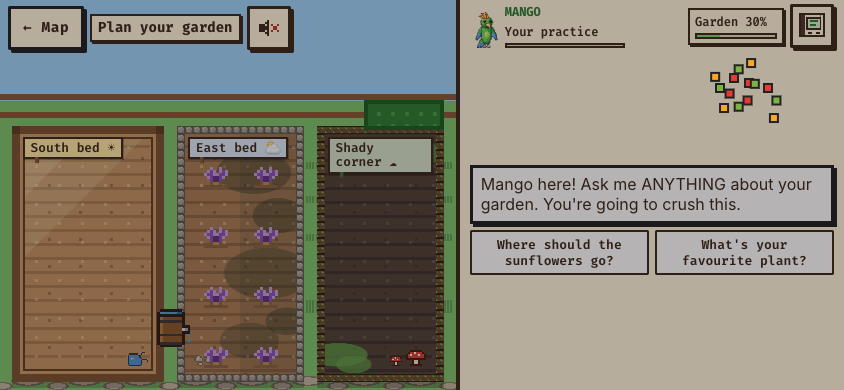 ← Map
Plan your garden
South bed ☀
East bed ⛅
Shady
corner ☁
MANGO
Your practice
Garden 30%
Mango here! Ask me ANYTHING about your
garden. You're going to crush this.
Where should the
sunflowers go?
What's your
favourite plant?